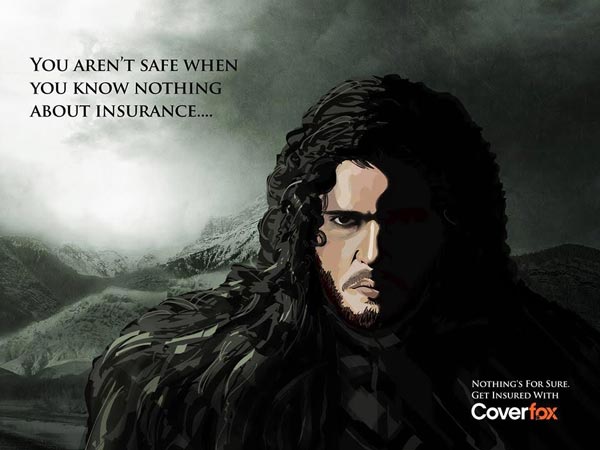 You aren't safe when
you know nothing
about insurance....
Nothing's For Sure.
Get Insured With
Coverfox